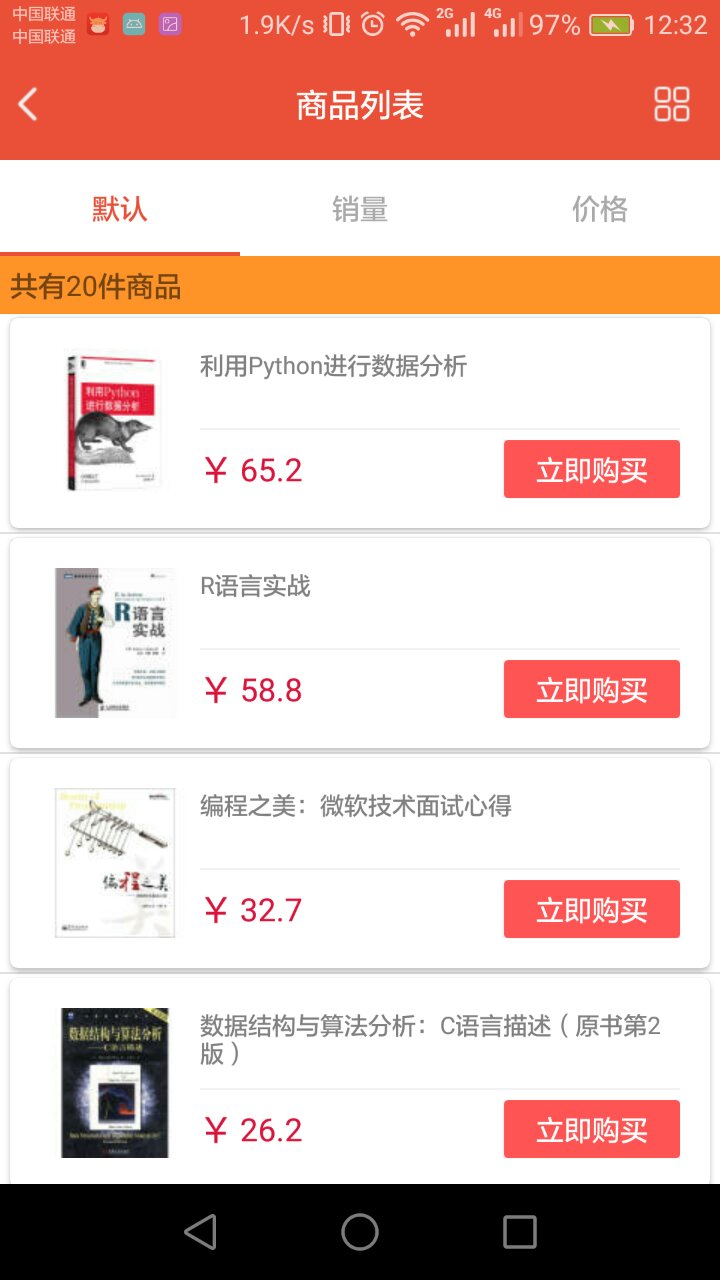 中国联通
中国联通
1.9K/s 2G 4G 97% 12:32
商品列表
默认 销量 价格
共有20件商品
利用Python
进行数据分析
利用Python进行数据分析
¥ 65.2 立即购买
R语言
实战
R语言实战
¥ 58.8 立即购买
编程之美
编程之美：微软技术面试心得
¥ 32.7 立即购买
数据结构与算法分析
——C语言描述
数据结构与算法分析：C语言描述（原书第2
版）
¥ 26.2 立即购买